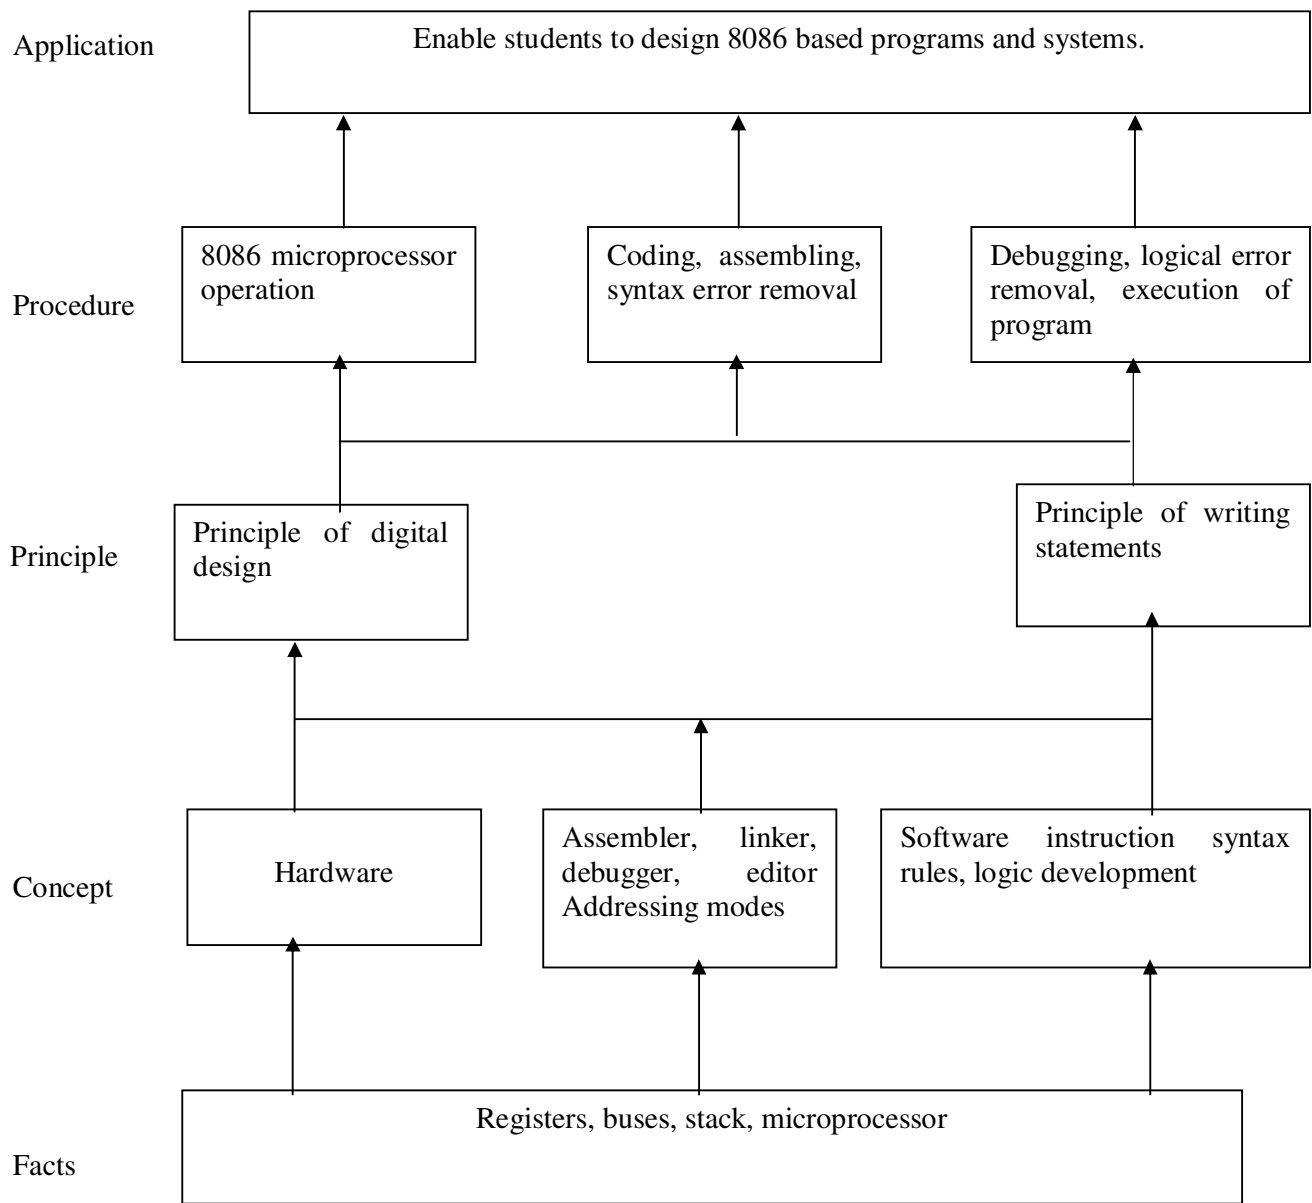 Application
Enable students to design 8086 based programs and systems.
Procedure
8086 microprocessor
operation
Coding, assembling,
syntax error removal
Debugging, logical error
removal, execution of
program
Principle
Principle of digital
design
Principle of writing
statements
Concept
Hardware
Assembler, linker,
debugger, editor
Addressing modes
Software instruction syntax
rules, logic development
Facts
Registers, buses, stack, microprocessor